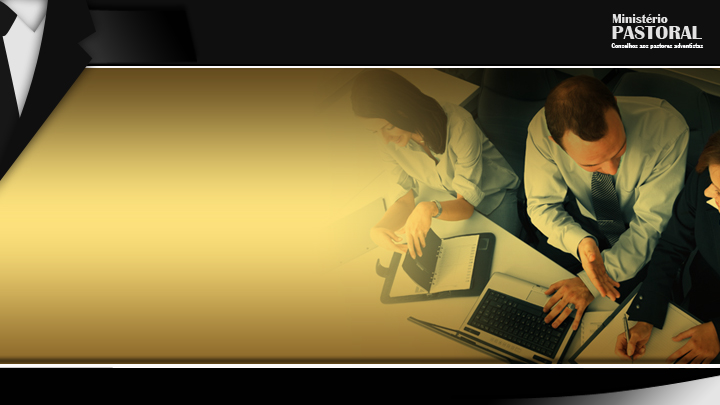 Ministério
PASTORAL
Conselhos aos pastores adventistas